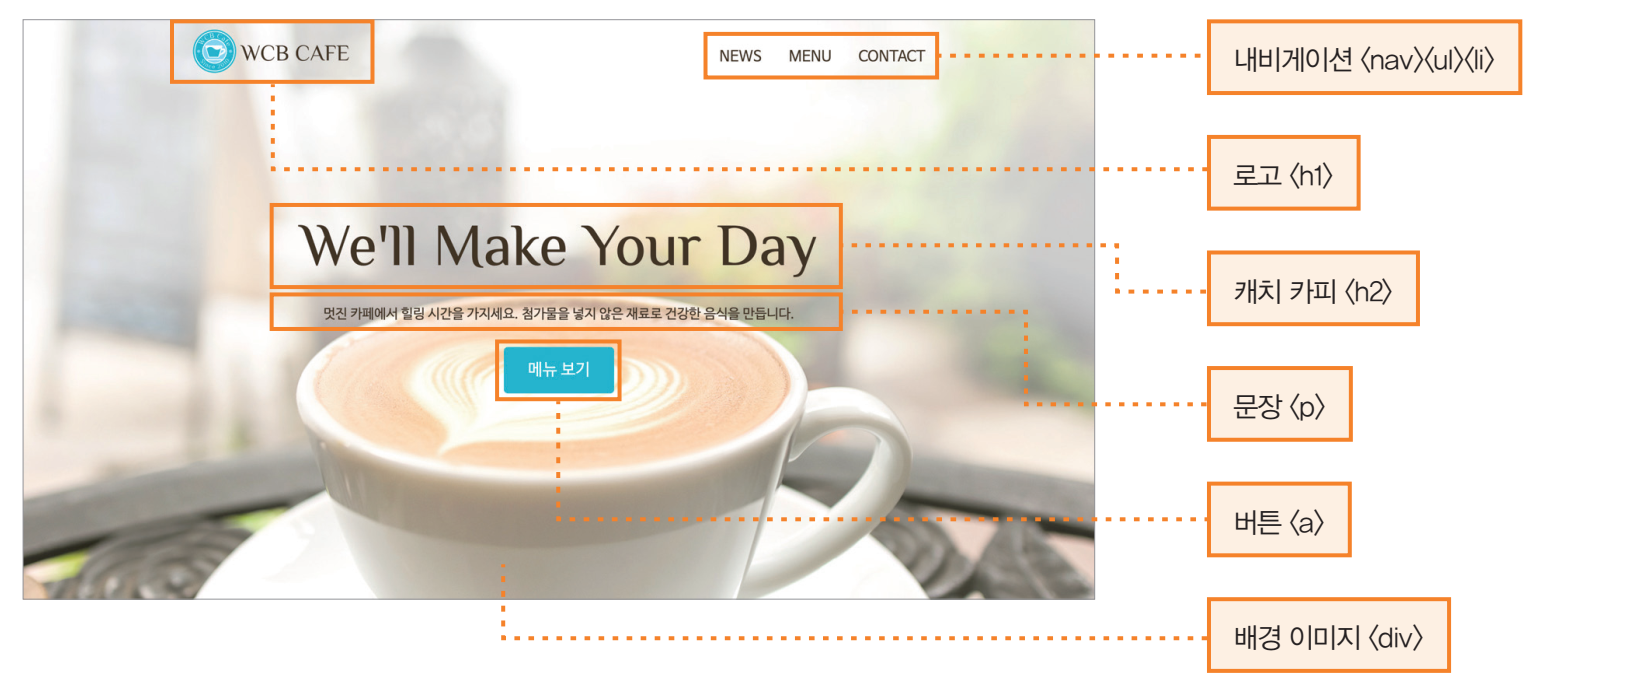 WCB CAFE
NEWS MENU CONTACT
내비게이션 〈nav〉〈ul〉〈li〉
로고 〈h1〉
We'll Make Your Day
캐치 카피 〈h2〉
멋진 카페에서 힐링 시간을 가지세요. 첨가물을 넣지 않은 재료로 건강한 음식을 만듭니다.
문장 〈p〉
메뉴 보기
버튼 〈a〉
배경 이미지 〈div〉